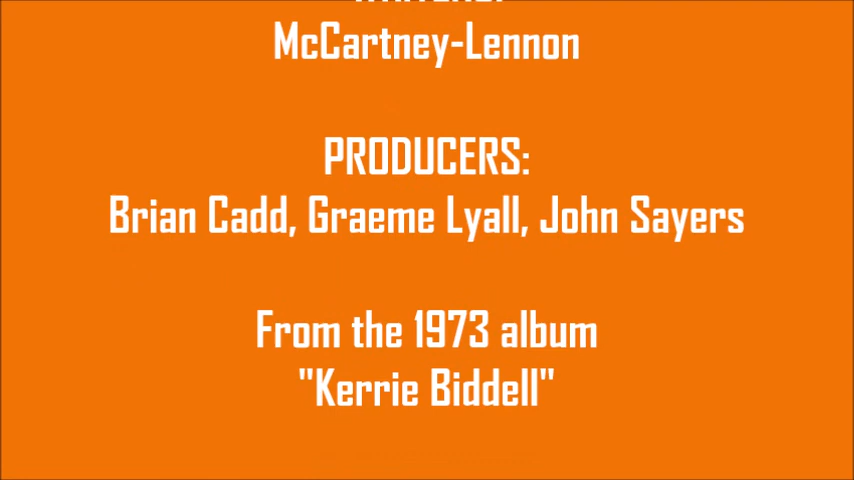 McCartney-Lennon
PRODUCERS:
Brian Cadd, Graeme Lyall, John Sayers
From the 1973 album
"Kerrie Biddell"